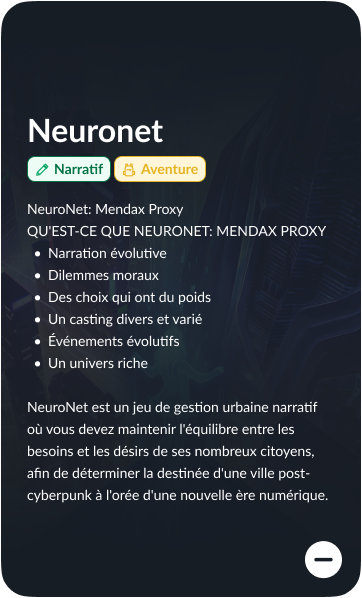 Neuronet
Narratif Aventure
NeuroNet: Mendax Proxy
QU'EST-CE QUE NEURONET: MENDAX PROXY
• Narration évolutive
• Dilemmes moraux
• Des choix qui ont du poids
• Un casting divers et varié
• Événements évolutifs
• Un univers riche
NeuroNet est un jeu de gestion urbaine narratif
où vous devez maintenir l'équilibre entre les
besoins et les désirs de ses nombreux citoyens,
afin de déterminer la destinée d'une ville post-
cyberpunk à l'orée d'une nouvelle ère numérique.